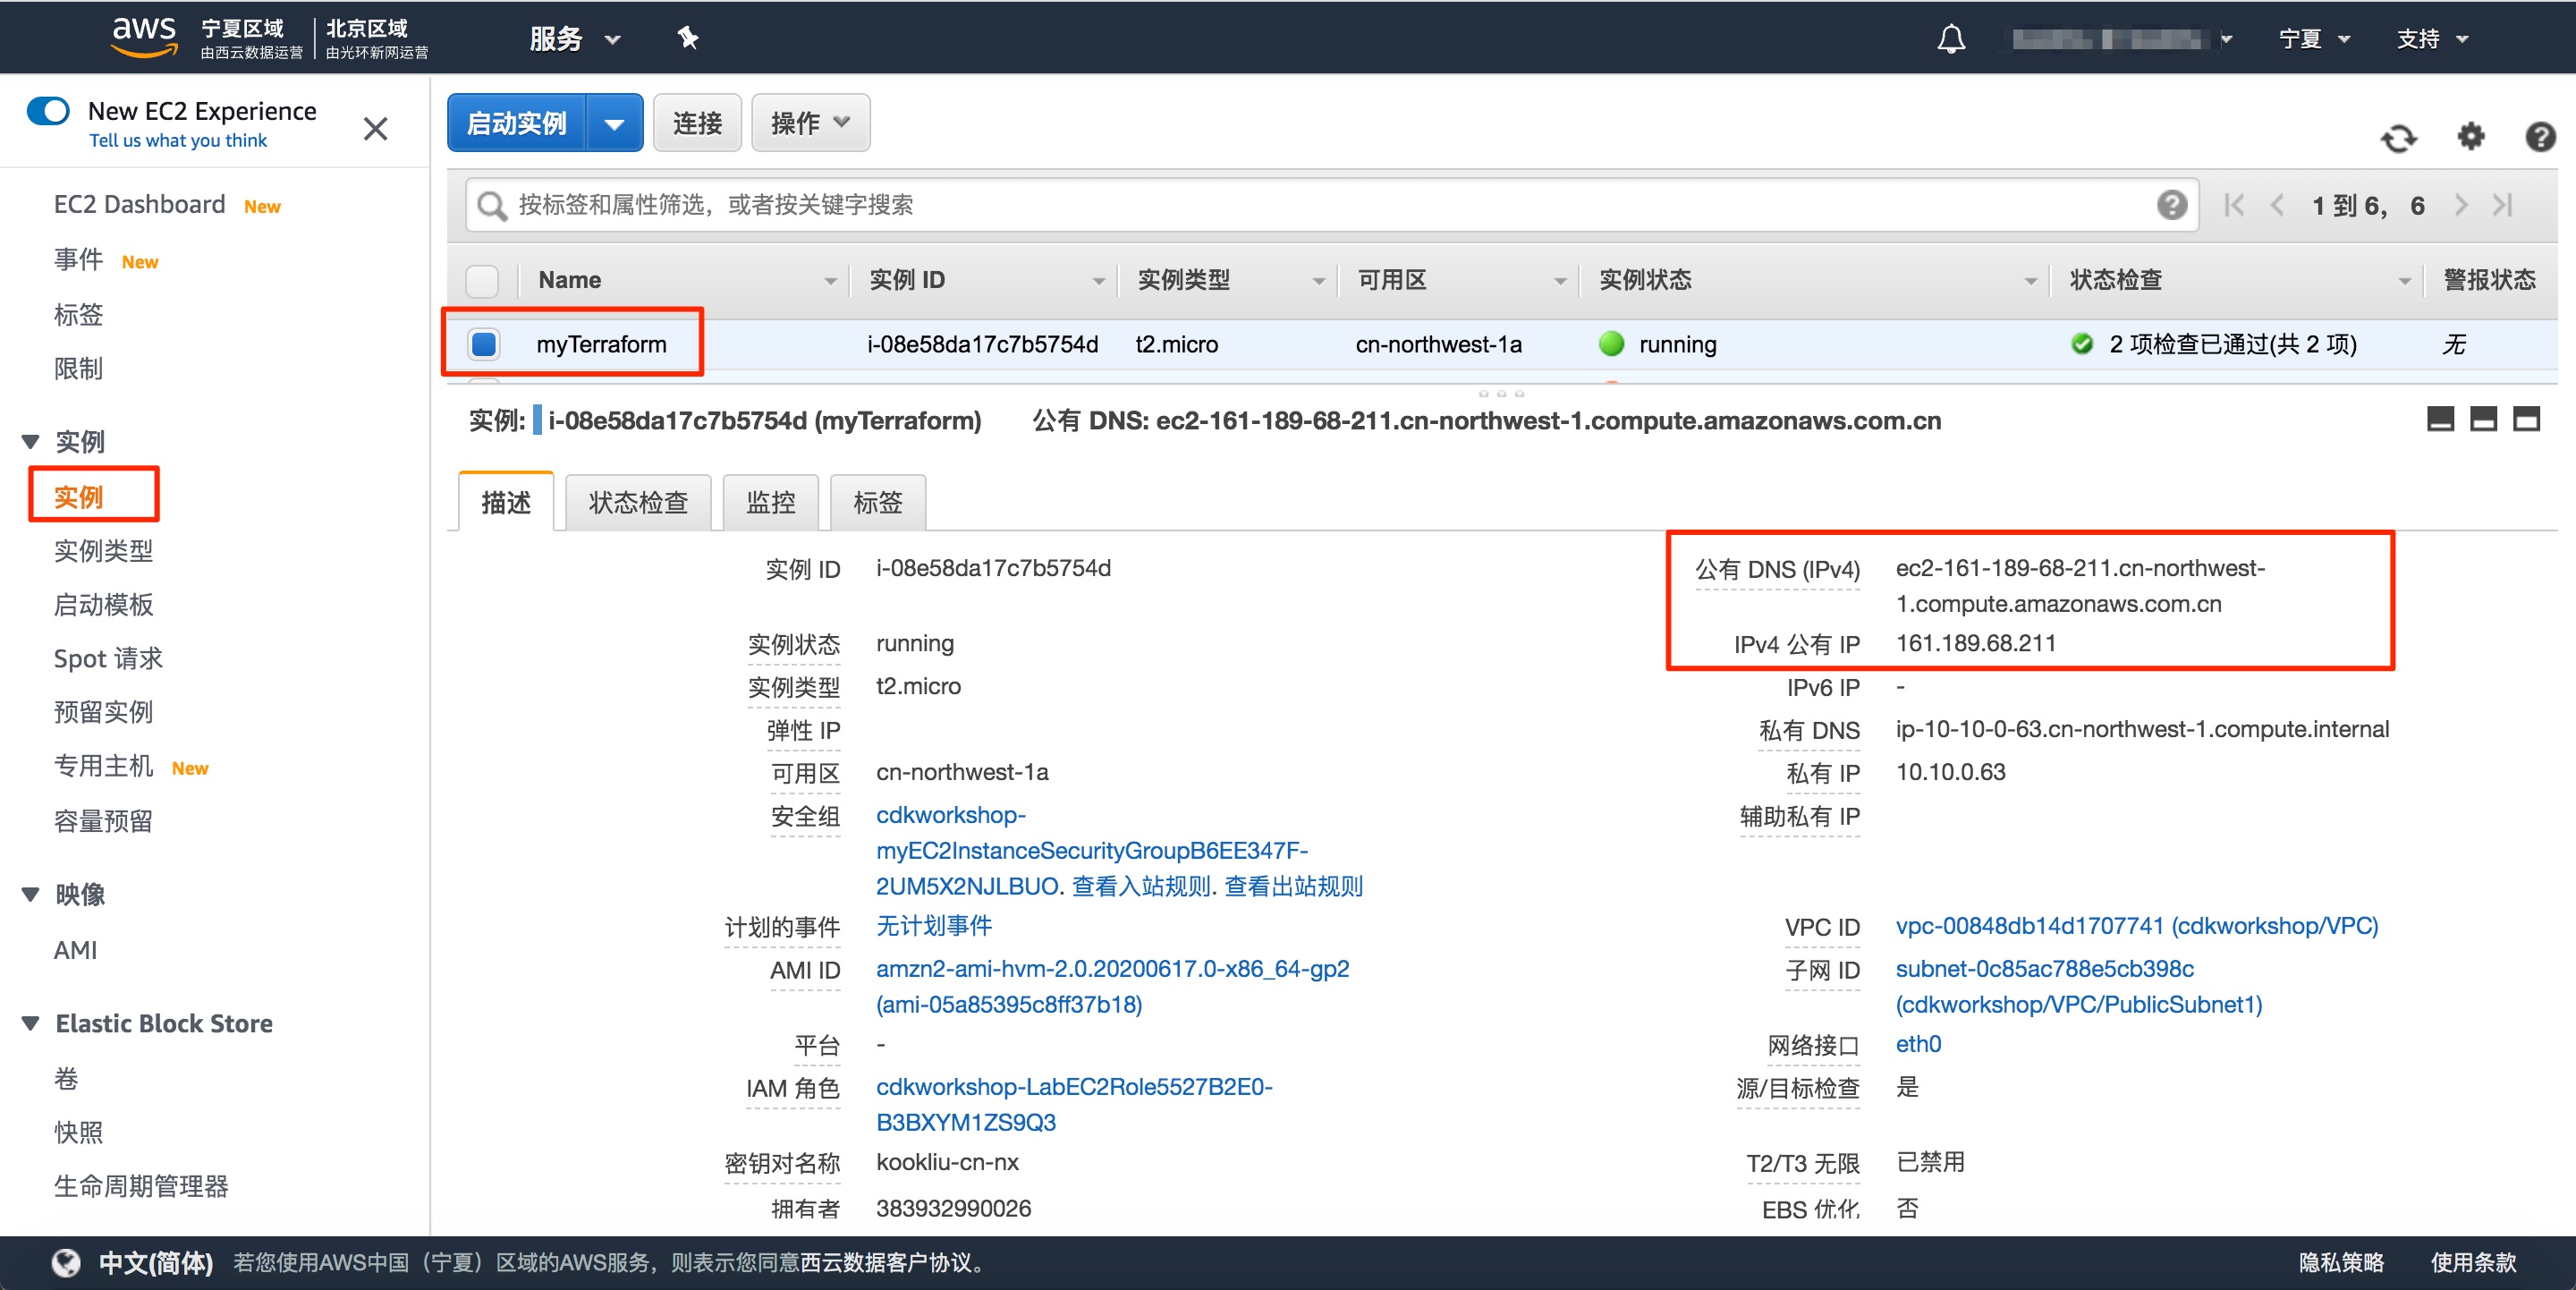 aws 宁夏区域 北京区域
由西云数据运营 由光环新网运营
服务
宁夏
支持
New EC2 Experience
Tell us what you think
EC2 Dashboard New
事件 New
标签
限制
实例
实例
实例类型
启动模板
Spot 请求
预留实例
专用主机 New
容量预留
映像
AMI
Elastic Block Store
卷
快照
生命周期管理器
启动实例 连接 操作
按标签和属性筛选，或者按关键字搜索
1 到 6， 6
Name 实例 ID 实例类型 可用区 实例状态 状态检查 警报状态
myTerraform i-08e58da17c7b5754d t2.micro cn-northwest-1a running 2 项检查已通过(共 2 项) 无
实例: i-08e58da17c7b5754d (myTerraform) 公有 DNS: ec2-161-189-68-211.cn-northwest-1.compute.amazonaws.com.cn
描述 状态检查 监控 标签
实例 ID i-08e58da17c7b5754d
实例状态 running
实例类型 t2.micro
弹性 IP
可用区 cn-northwest-1a
安全组 cdkworkshop-
myEC2InstanceSecurityGroupB6EE347F-
2UM5X2NJLBUO. 查看入站规则. 查看出站规则
计划的事件 无计划事件
AMI ID amzn2-ami-hvm-2.0.20200617.0-x86_64-gp2
(ami-05a85395c8ff37b18)
平台 -
IAM 角色 cdkworkshop-LabEC2Role5527B2E0-
B3BXYM1ZS9Q3
密钥对名称 kookliu-cn-nx
拥有者 383932990026
公有 DNS (IPv4) ec2-161-189-68-211.cn-northwest-
1.compute.amazonaws.com.cn
IPv4 公有 IP 161.189.68.211
IPv6 IP -
私有 DNS ip-10-10-0-63.cn-northwest-1.compute.internal
私有 IP 10.10.0.63
辅助私有 IP
VPC ID vpc-00848db14d1707741 (cdkworkshop/VPC)
子网 ID subnet-0c85ac788e5cb398c
(cdkworkshop/VPC/PublicSubnet1)
网络接口 eth0
源/目标检查 是
T2/T3 无限 已禁用
EBS 优化 否
中文(简体) 若您使用AWS中国（宁夏）区域的AWS服务，则表示您同意西云数据客户协议。
隐私策略 使用条款